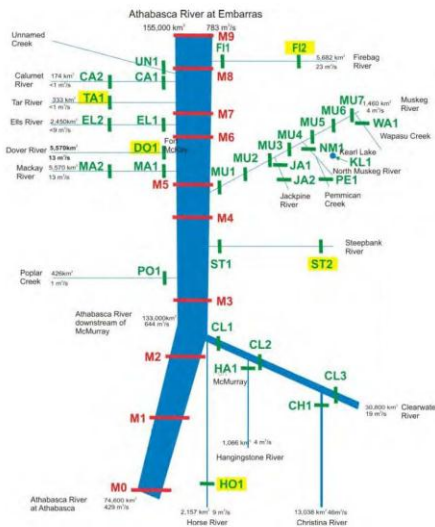 Athabasca River at Embarras
155,000 km²
783 m³/s
M9
Unnamed
Creek
UN1
FI1
FI2
5,682 km²
23 m³/s
Firebag
River
M8
Calumet
River
174 km²
<1 m³/s
CA2
CA1
TA1
Tar River
333 km²
<1 m³/s
M7
Ells River
2,450km²
<9 m³/s
EL2
EL1
M6
Dover River
5,570km²
13 m³/s
DO1
Mackay
River
5,570 km²
13 m³/s
MA2
MA1
M5
MU1
MU2
MU3
MU4
MU5
MU6
MU7
1,460 km²
4 m³/s
Muskeg
River
WA1
Wapasu Creek
NM1
Kearl Lake
KL1
North Muskeg River
JA1
JA2
PE1
Pemmican
Creek
Jackpine
River
M4
ST1
ST2
Steepbank
River
Poplar
Creek
426km²
1 m³/s
PO1
M3
Athabasca River
downstream of
McMurray
133,000km²
644 m³/s
CL1
CL2
CL3
M2
HA1
McMurray
CH1
30,800 km²
19 m³/s
Clearwater
River
M1
1,086 km² 4 m³/s
Hangingstone River
M0
HO1
Athabasca River
at Athabasca
74,600 km²
429 m³/s
2,157 km² 5 m³/s
Horse River
13,038 km² 46m³/s
Christina River